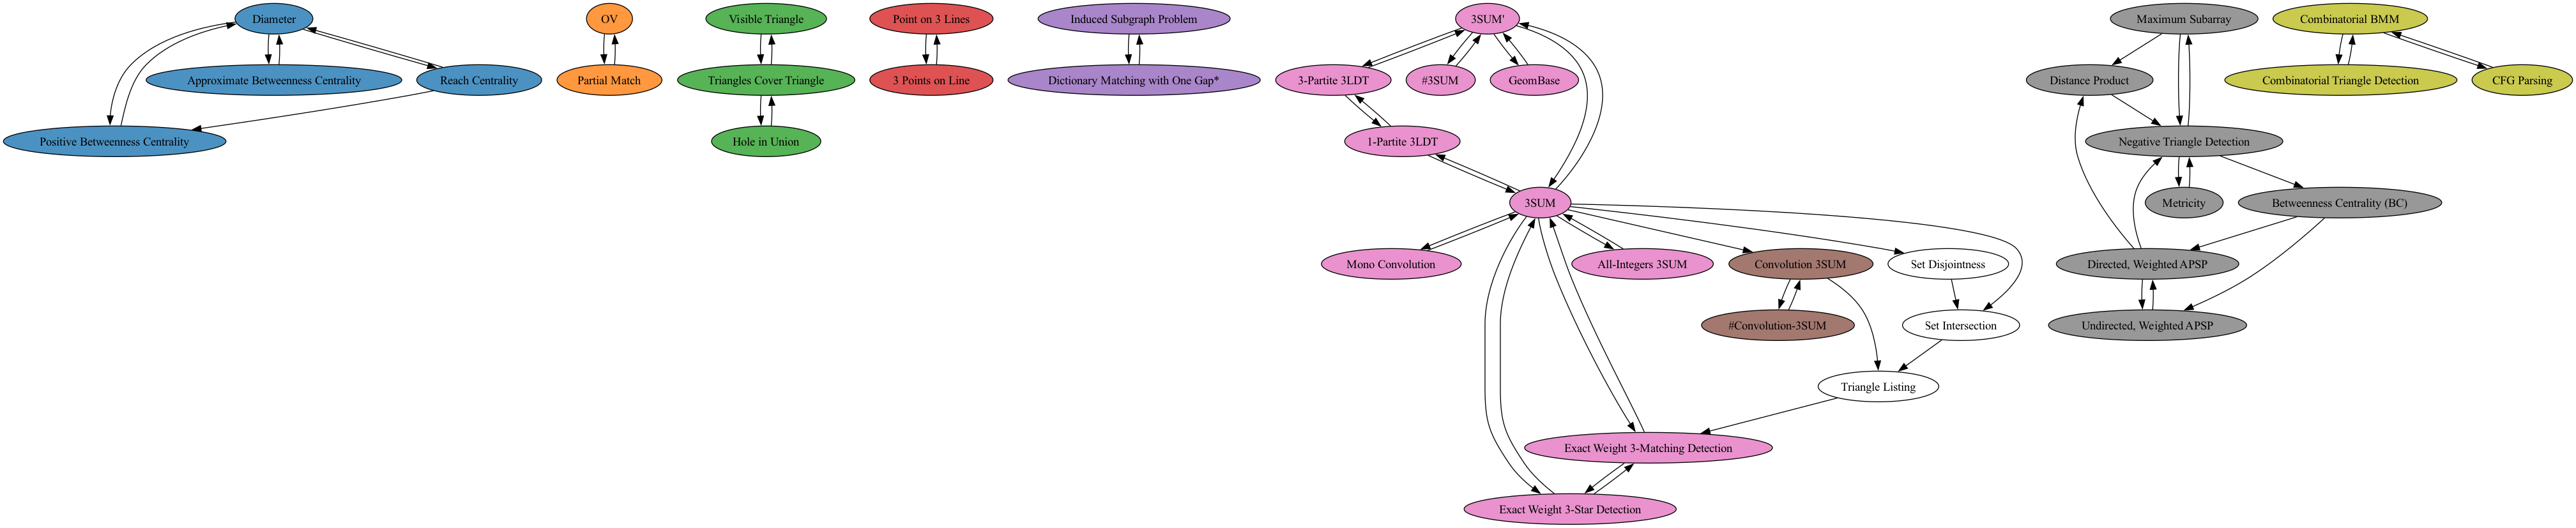 Diameter
OV
Visible Triangle
Point on 3 Lines
Induced Subgraph Problem
3SUM'
Maximum Subarray
Combinatorial BMM
Approximate Betweenness Centrality
Reach Centrality
Partial Match
Triangles Cover Triangle
3 Points on Line
Dictionary Matching with One Gap*
3-Partite 3LDT
#3SUM
GeomBase
Distance Product
Combinatorial Triangle Detection
CFG Parsing
Positive Betweenness Centrality
Hole in Union
1-Partite 3LDT
Negative Triangle Detection
3SUM
Metricity
Betweenness Centrality (BC)
Mono Convolution
All-Integers 3SUM
Convolution 3SUM
Set Disjointness
Directed, Weighted APSP
#Convolution-3SUM
Set Intersection
Undirected, Weighted APSP
Triangle Listing
Exact Weight 3-Matching Detection
Exact Weight 3-Star Detection